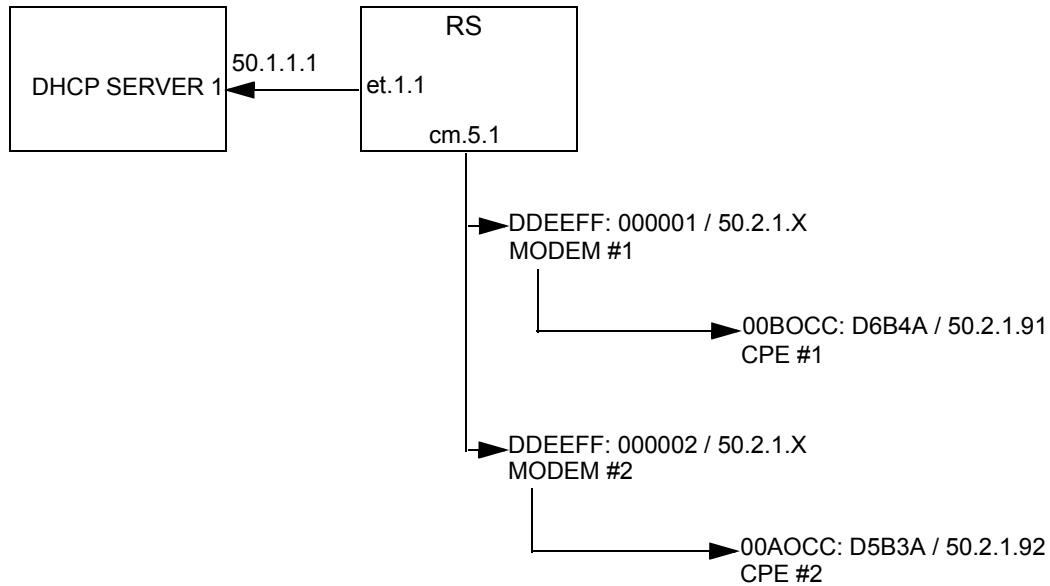 RS
50.1.1.1
DHCP SERVER 1
et.1.1
cm.5.1
DDEEFF: 000001 / 50.2.1.X
MODEM #1
00BOCC: D6B4A / 50.2.1.91
CPE #1
DDEEFF: 000002 / 50.2.1.X
MODEM #2
00AOCC: D5B3A / 50.2.1.92
CPE #2